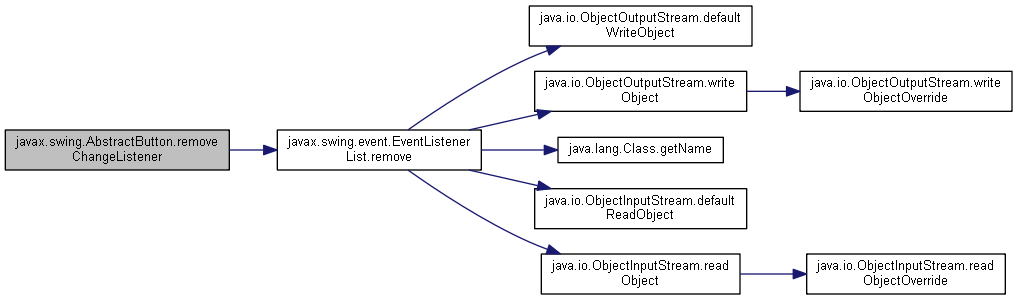 javax.swing.AbstractButton.remove
ChangeListener
javax.swing.event.EventListener
List.remove
java.io.ObjectOutputStream.default
WriteObject
java.io.ObjectOutputStream.write
Object
java.io.ObjectOutputStream.write
ObjectOverride
java.lang.Class.getName
java.io.ObjectInputStream.default
ReadObject
java.io.ObjectInputStream.read
Object
java.io.ObjectInputStream.read
ObjectOverride